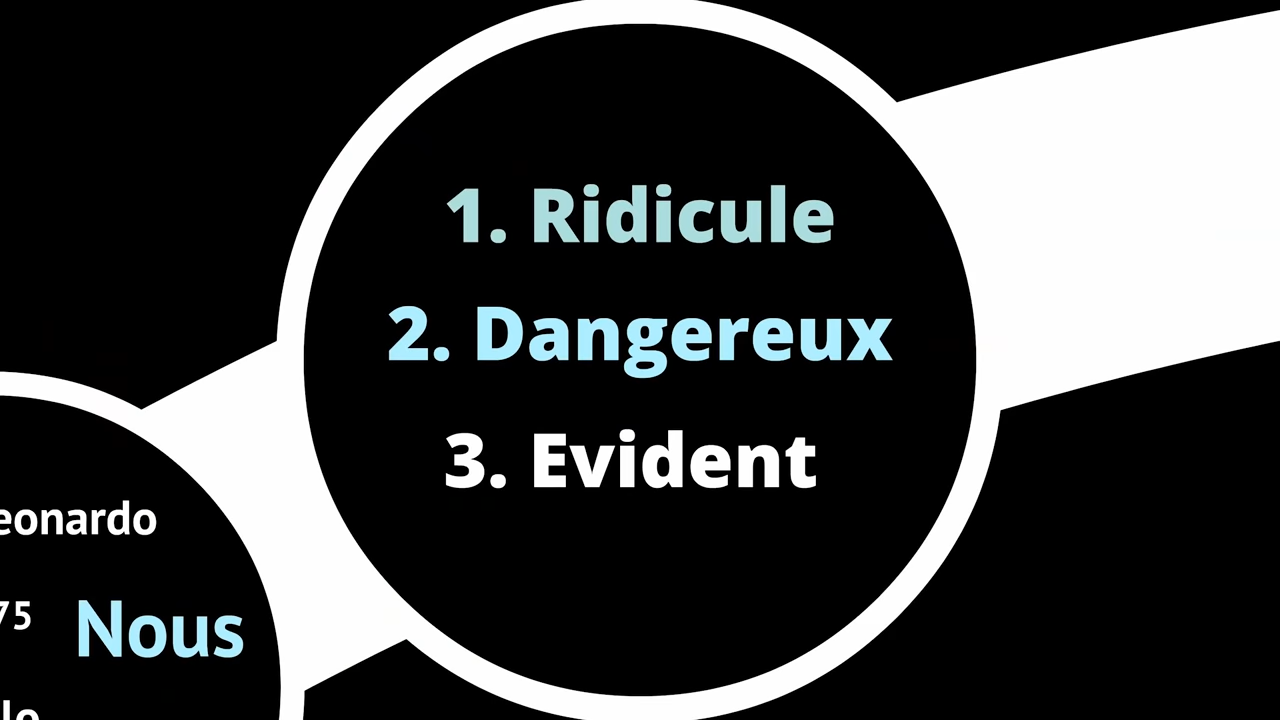 1. Ridicule
2. Dangereux
3. Evident
eonardo
75 Nous